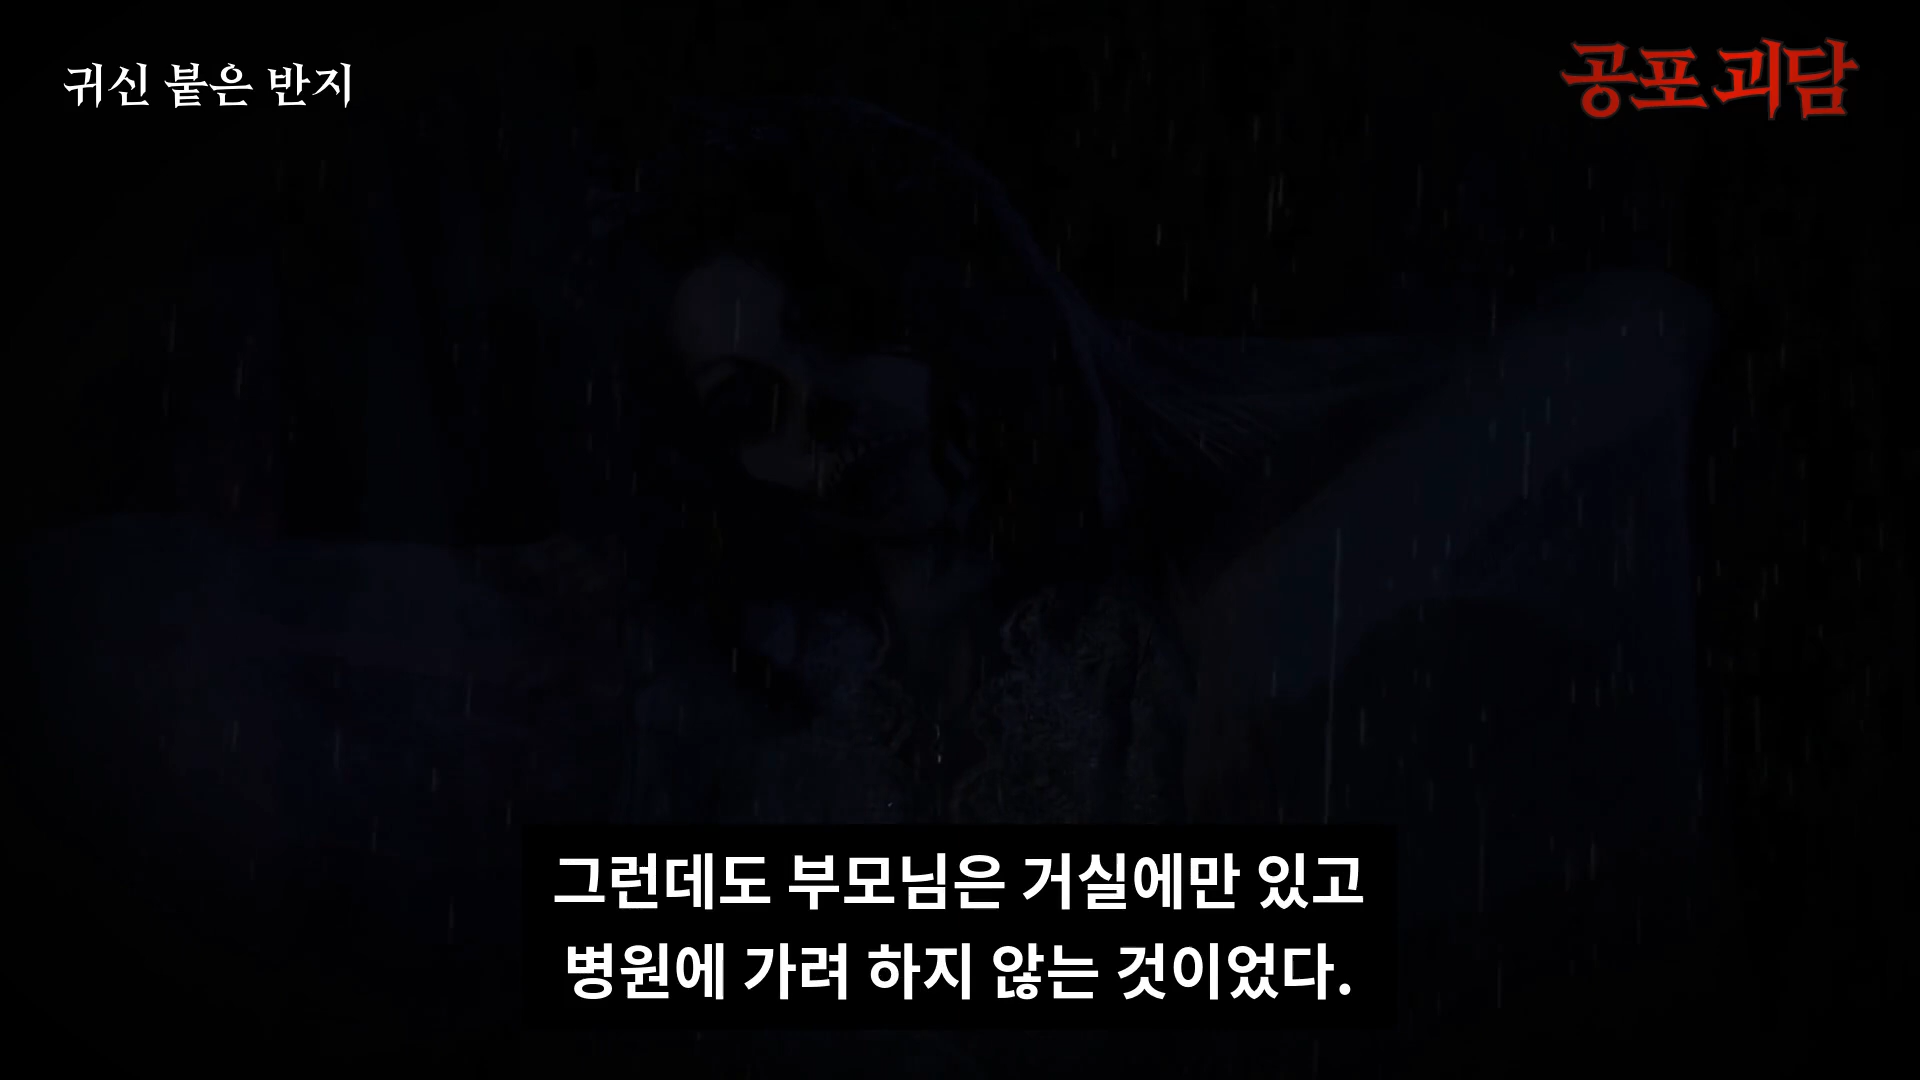 귀신 붙은 반지
공포 괴담
그런데도 부모님은 거실에만 있고
병원에 가려 하지 않는 것이었다.